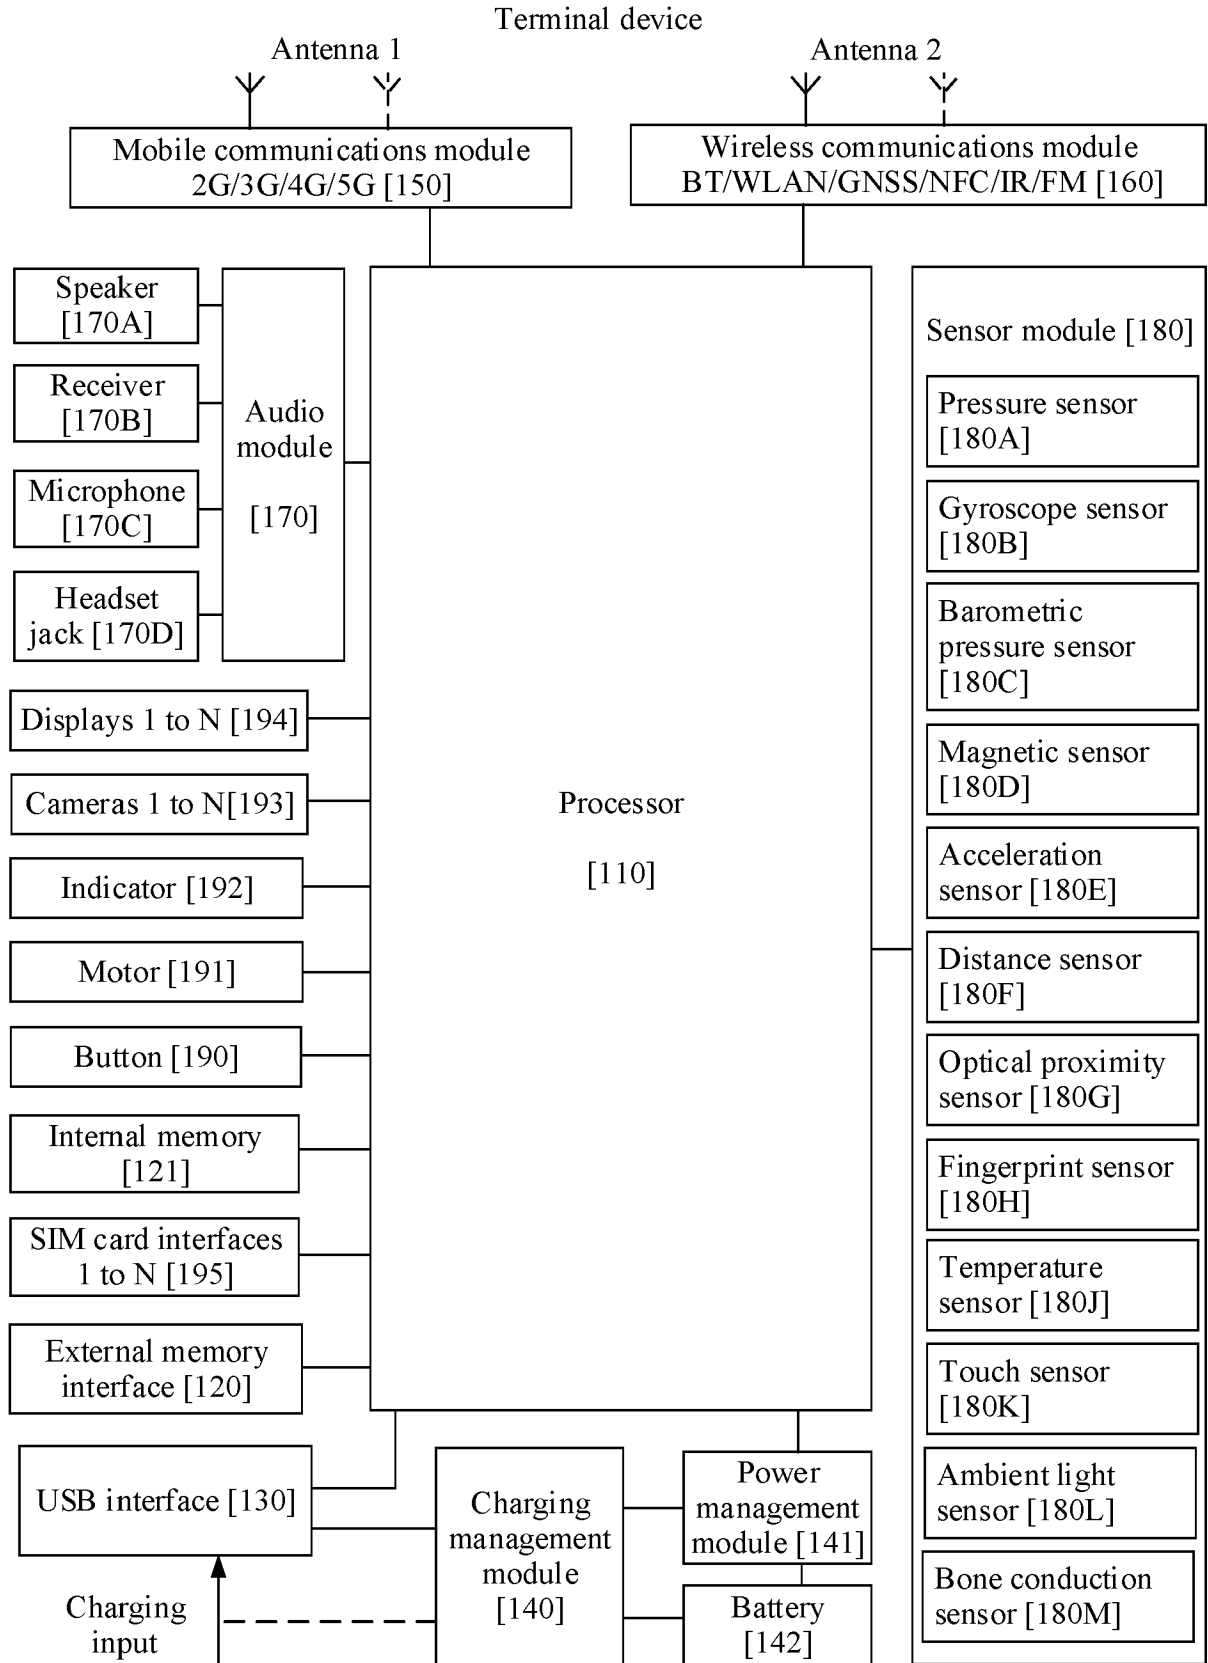 Terminal device
Antenna 1
Antenna 2
Mobile communications module
2G/3G/4G/5G [150]
Wireless communications module
BT/WLAN/GNSS/NFC/IR/FM [160]
Speaker
[170A]
Receiver
[170B]
Microphone
[170C]
Headset
jack [170D]
Audio
module
[170]
Displays 1 to N [194]
Cameras 1 to N[193]
Indicator [192]
Motor [191]
Button [190]
Internal memory
[121]
SIM card interfaces
1 to N [195]
External memory
interface [120]
Processor
[110]
Sensor module [180]
Pressure sensor
[180A]
Gyroscope sensor
[180B]
Barometric
pressure sensor
[180C]
Magnetic sensor
[180D]
Acceleration
sensor [180E]
Distance sensor
[180F]
Optical proximity
sensor [180G]
Fingerprint sensor
[180H]
Temperature
sensor [180J]
Touch sensor
[180K]
Ambient light
sensor [180L]
Bone conduction
sensor [180M]
USB interface [130]
Charging
input
Charging
management
module
[140]
Power
management
module [141]
Battery
[142]